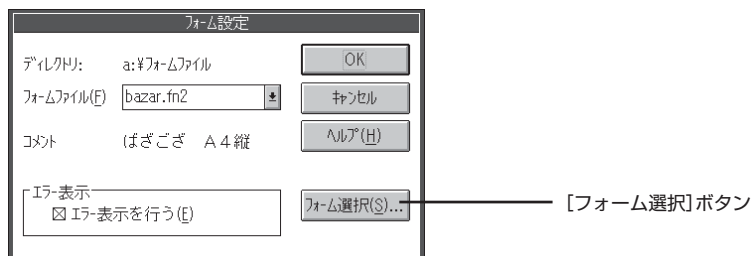 フォーム設定
ディレクトリ: a:¥フォームファイル
OK
フォームファイル(F) bazar.fn2
キャンセル
コメント ばざござ A4縦
ヘルプ(H)
エラー表示
エラー表示を行う(E)
フォーム選択(S)...
[フォーム選択]ボタン